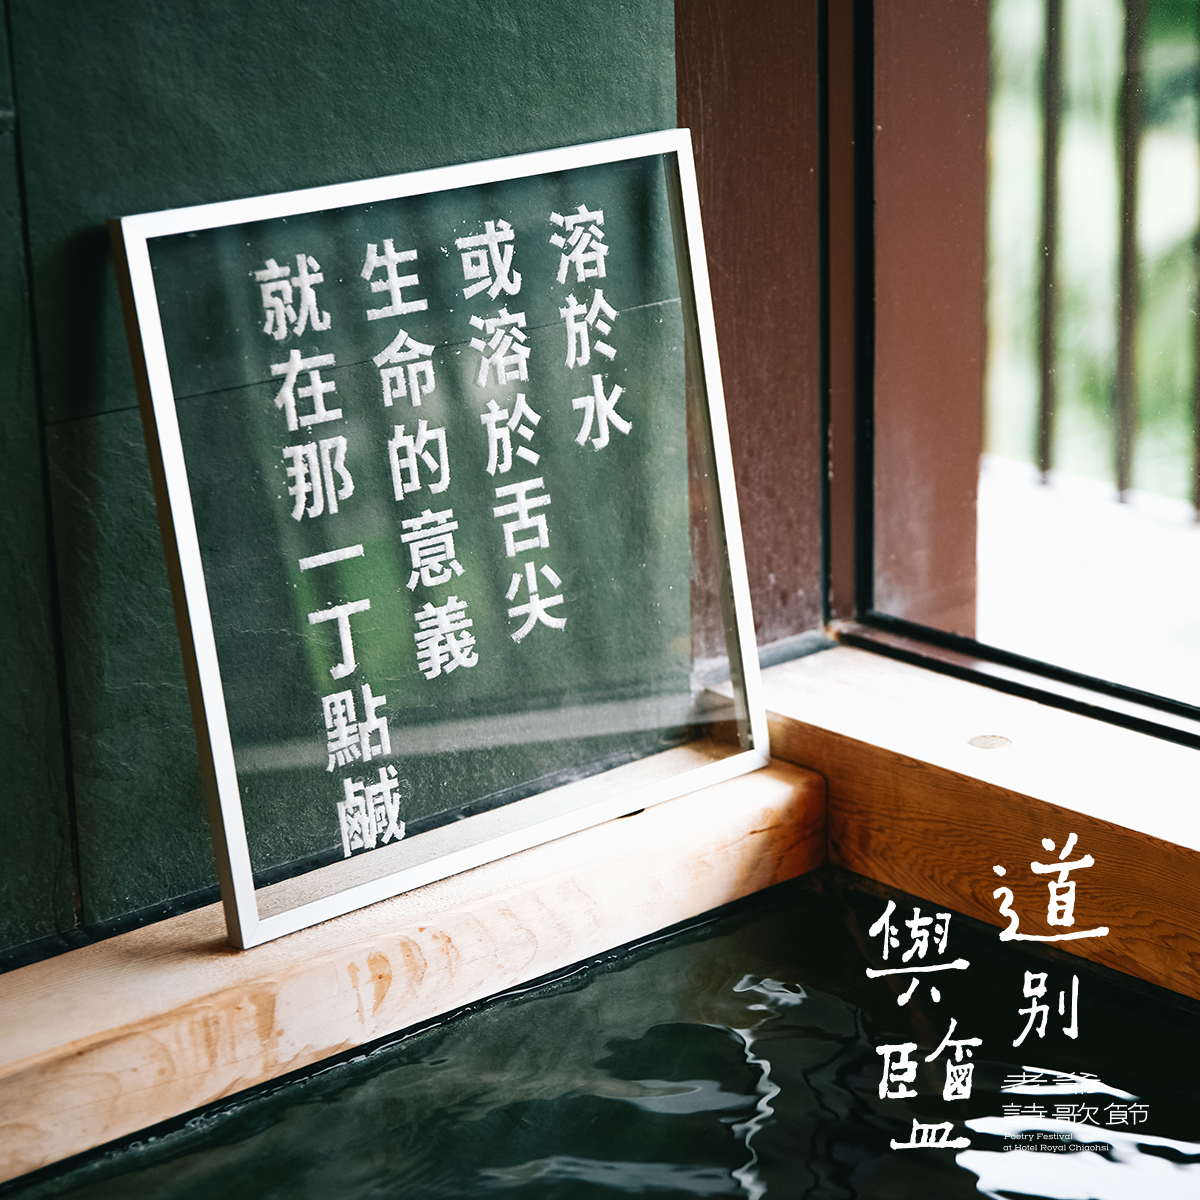 溶於水
或溶於舌尖
生命的意義
就在那一丁點鹹
道別
與鹽
老爺
詩歌節
Poetry Festival
at Hotel Royal Chiaohsi